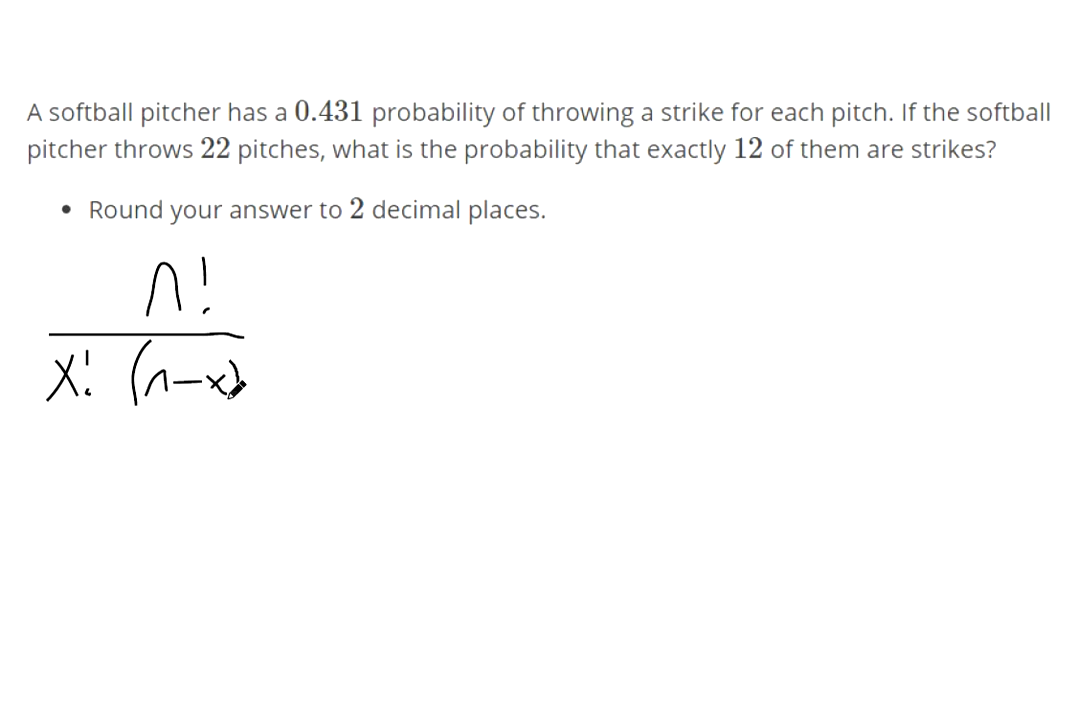 A softball pitcher has a 0.431 probability of throwing a strike for each pitch. If the softball
pitcher throws 22 pitches, what is the probability that exactly 12 of them are strikes?
• Round your answer to 2 decimal places.
n!
x! (n-x)